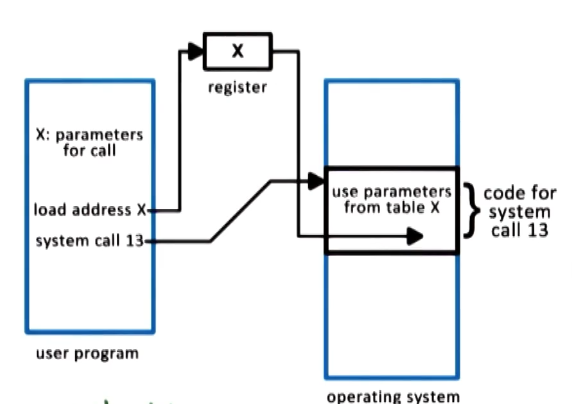 X
register
X: parameters
for call
load address X
system call 13
user program
use parameters
from table X
code for
system
call 13
operating system